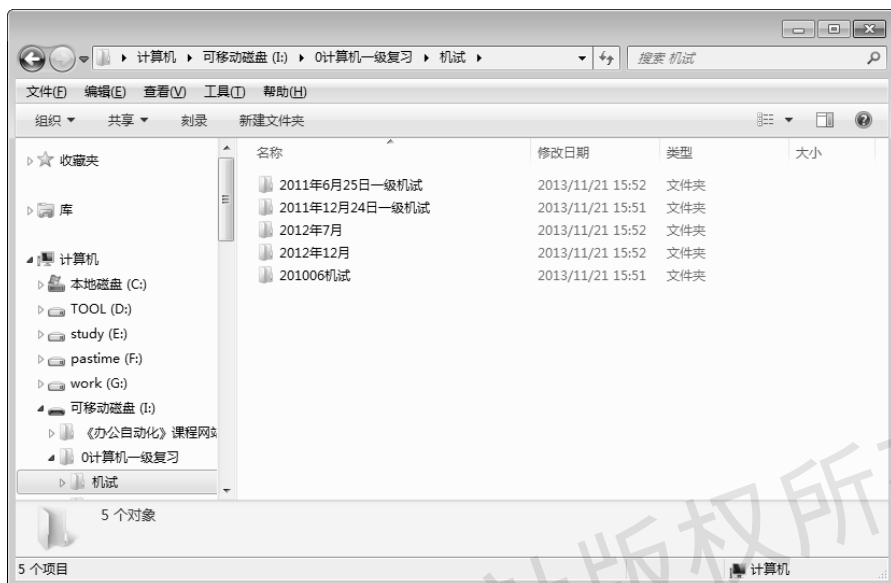 计算机 ▸ 可移动磁盘 (I:) ▸ 0计算机一级复习 ▸ 机试 ▸ 搜索 机试
文件(F) 编辑(E) 查看(V) 工具(T) 帮助(H)
组织 共享 刻录 新建文件夹
收藏夹
库
计算机
本地磁盘 (C:)
TOOL (D:)
study (E:)
pastime (F:)
work (G:)
可移动磁盘 (I:)
《办公自动化》课程网站
0计算机一级复习
机试
名称 修改日期 类型 大小
2011年6月25日一级机试 2013/11/21 15:52 文件夹
2011年12月24日一级机试 2013/11/21 15:51 文件夹
2012年7月 2013/11/21 15:52 文件夹
2012年12月 2013/11/21 15:52 文件夹
201006机试 2013/11/21 15:51 文件夹
5 个对象
5 个项目 计算机
版权所